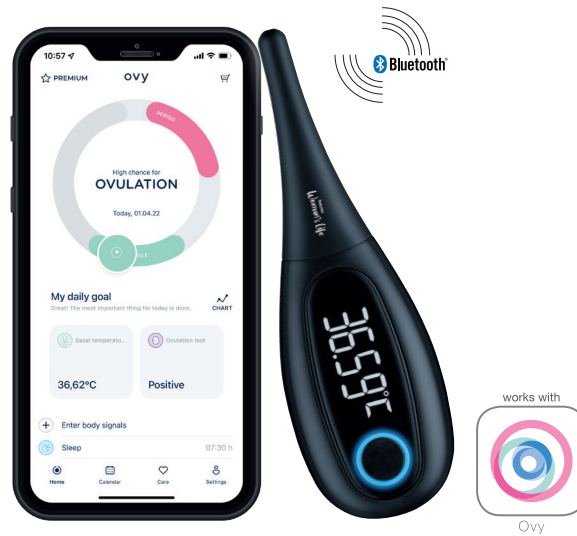 10:57
PREMIUM
ovy
PERIOD
High chance for
OVULATION
Today, 01.04.22
My daily goal
Great! The most important thing for today is done.
CHART
Basal temperatu...
Ovulation test
36,62°C
Positive
Enter body signals
Sleep
07:30 h
Home
Calendar
Care
Settings
Bluetooth®
Woman's Life
36.59°C
works with
Ovy